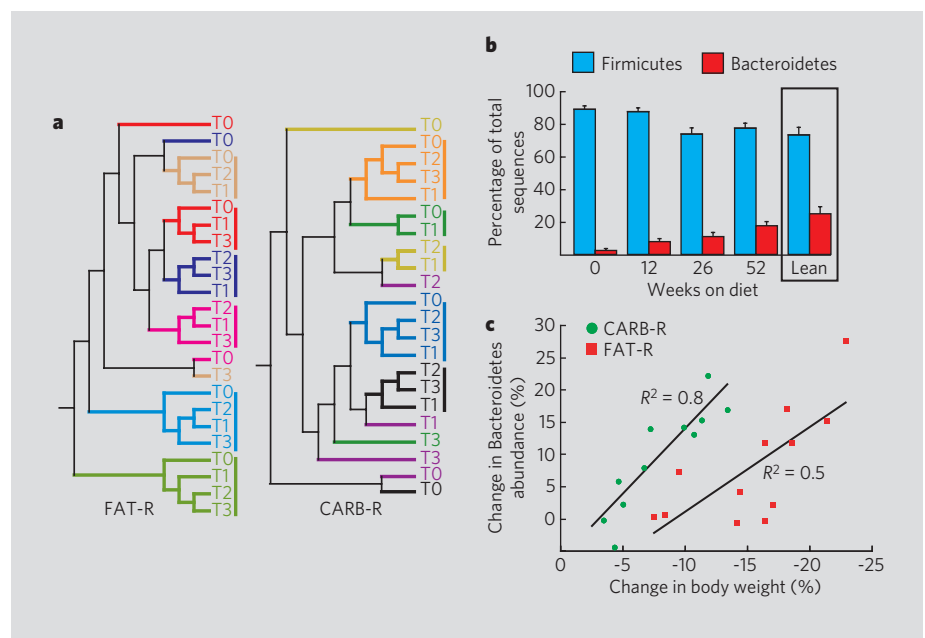 a
T0
T0
T0
T2
T1
T0
T1
T3
T2
T3
T1
T2
T1
T3
T0
T3
T0
T2
T1
T3
T0
T1
T2
T3
FAT-R
T0
T0
T2
T3
T1
T0
T1
T2
T1
T2
T0
T2
T3
T1
T2
T3
T1
T1
T3
T3
T0
T0
CARB-R
b
Firmicutes
Bacteroidetes
Percentage of total
sequences
100
80
60
40
20
0 12 26 52 Lean
Weeks on diet
c
CARB-R
FAT-R
Change in Bacteroidetes
abundance (%)
30
25
20
15
10
5
0
R² = 0.8
R² = 0.5
0 -5 -10 -15 -20 -25
Change in body weight (%)